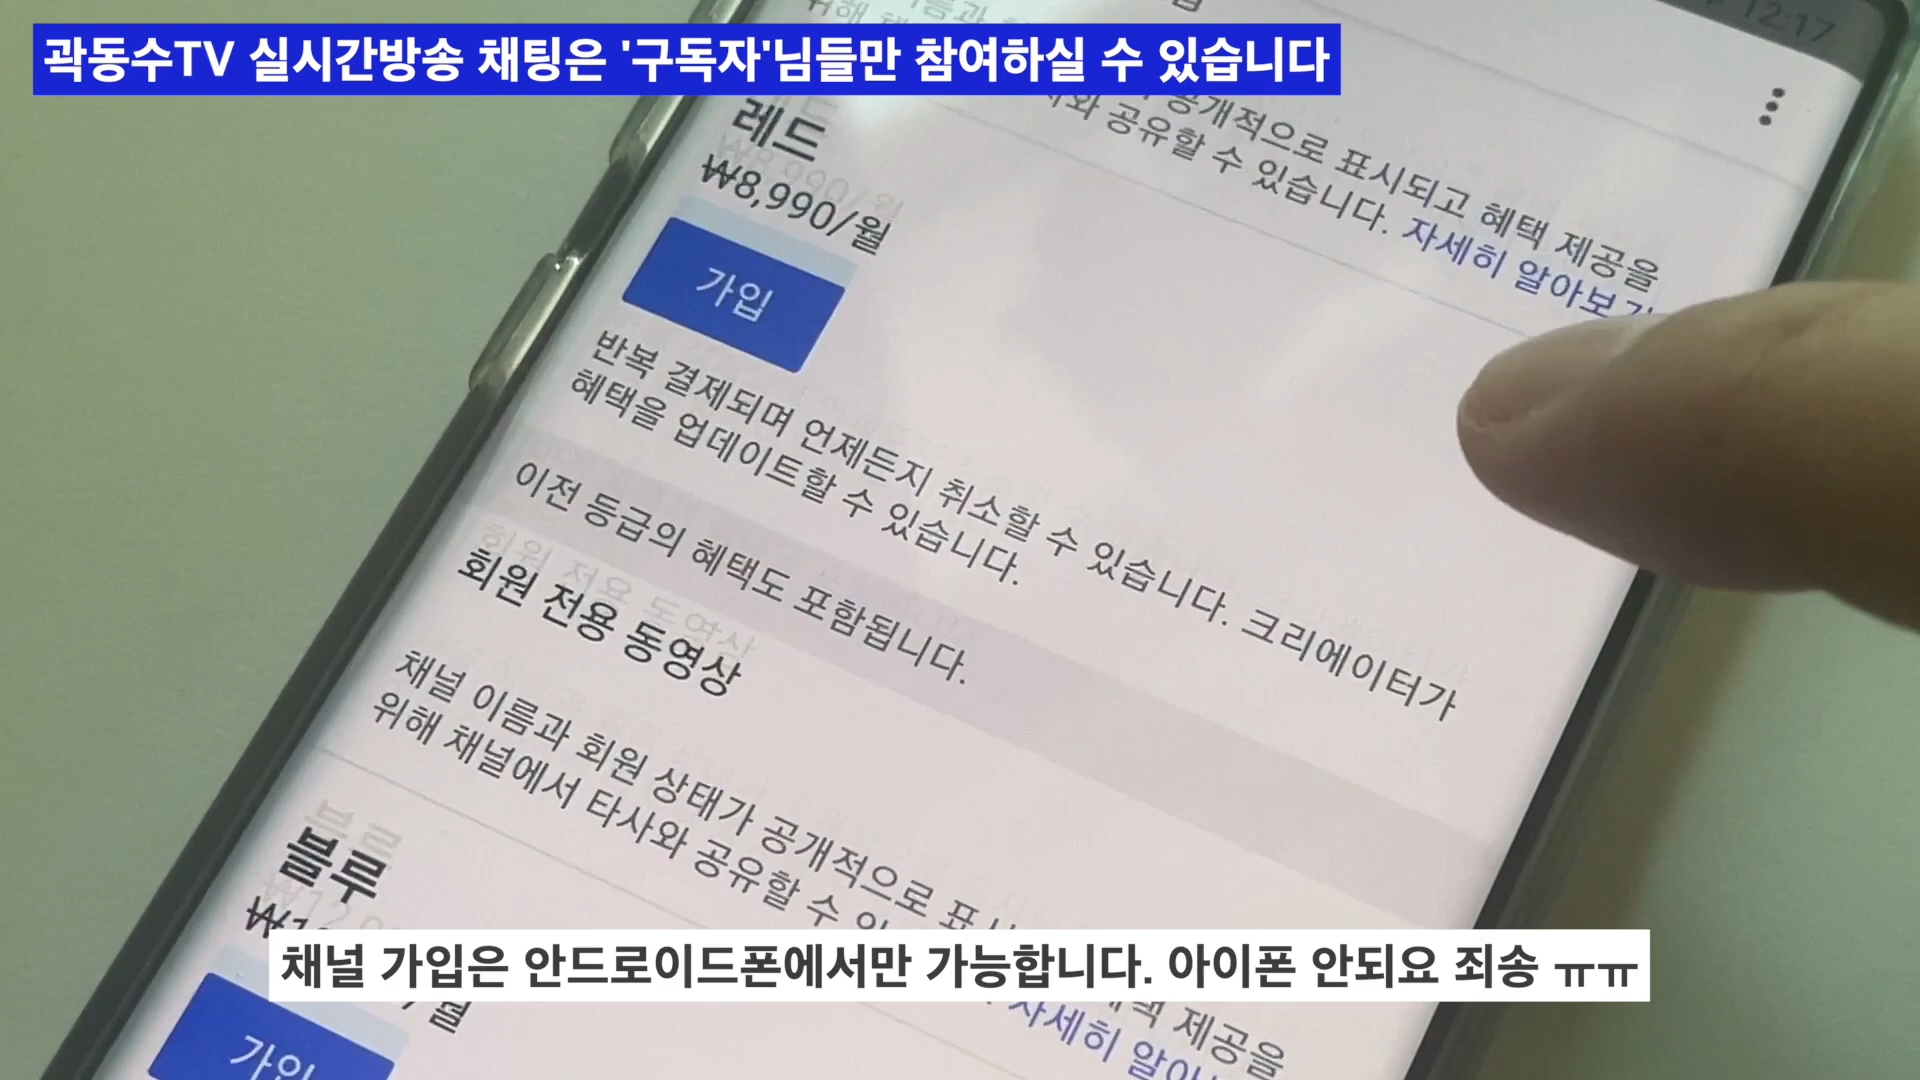 곽동수TV 실시간방송 채팅은 '구독자'님들만 참여하실 수 있습니다
12:17
공개적으로 표시되고 혜택 제공을
공유할 수 있습니다. 자세히 알아보기
레드
₩8,990/월
가입
반복 결제되며 언제든지 취소할 수 있습니다. 크리에이터가
혜택을 업데이트할 수 있습니다.
이전 등급의 혜택도 포함됩니다.
회원 전용 동영상
채널 이름과 회원 상태가 공개적으로
위해 채널에서 타사와 공유할 수
블루
가입
채널 가입은 안드로이드폰에서만 가능합니다. 아이폰 안되요 죄송 ㅠㅠ
제공을
자세히